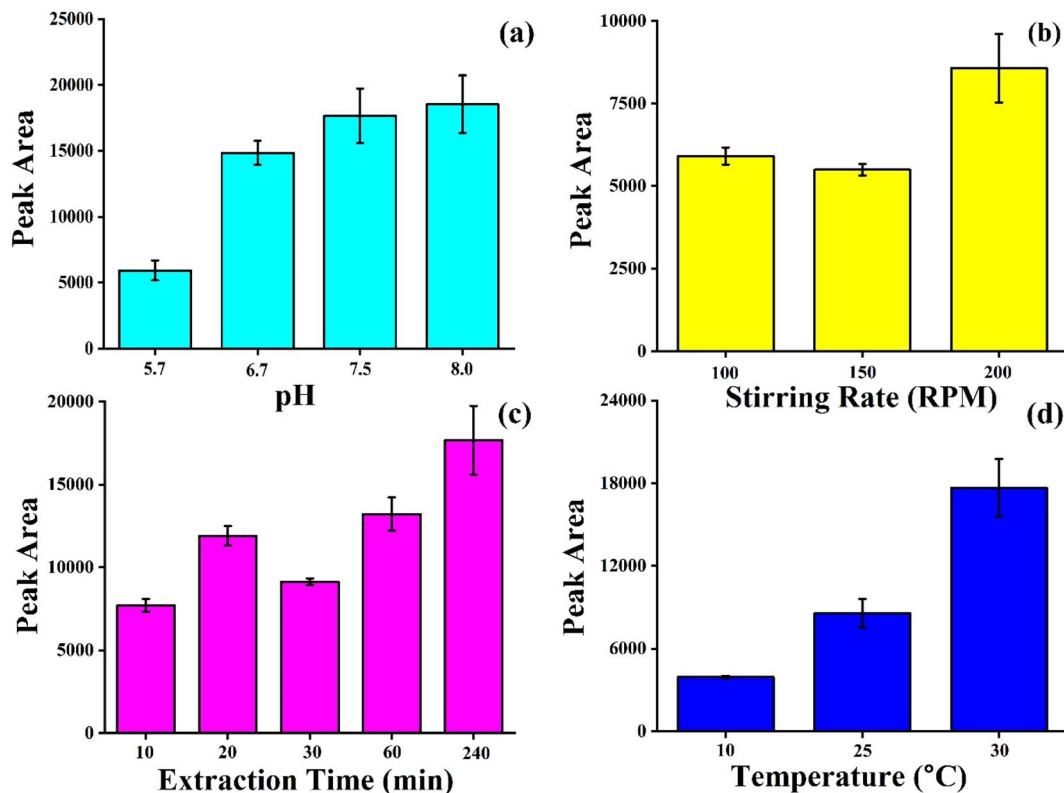 (a)
Peak Area
25000
20000
15000
10000
5000
0
5.7 6.7 7.5 8.0
pH
(b)
Peak Area
10000
7500
5000
2500
0
100 150 200
Stirring Rate (RPM)
(c)
Peak Area
20000
15000
10000
5000
0
10 20 30 60 240
Extraction Time (min)
(d)
Peak Area
24000
18000
12000
6000
0
10 25 30
Temperature (°C)